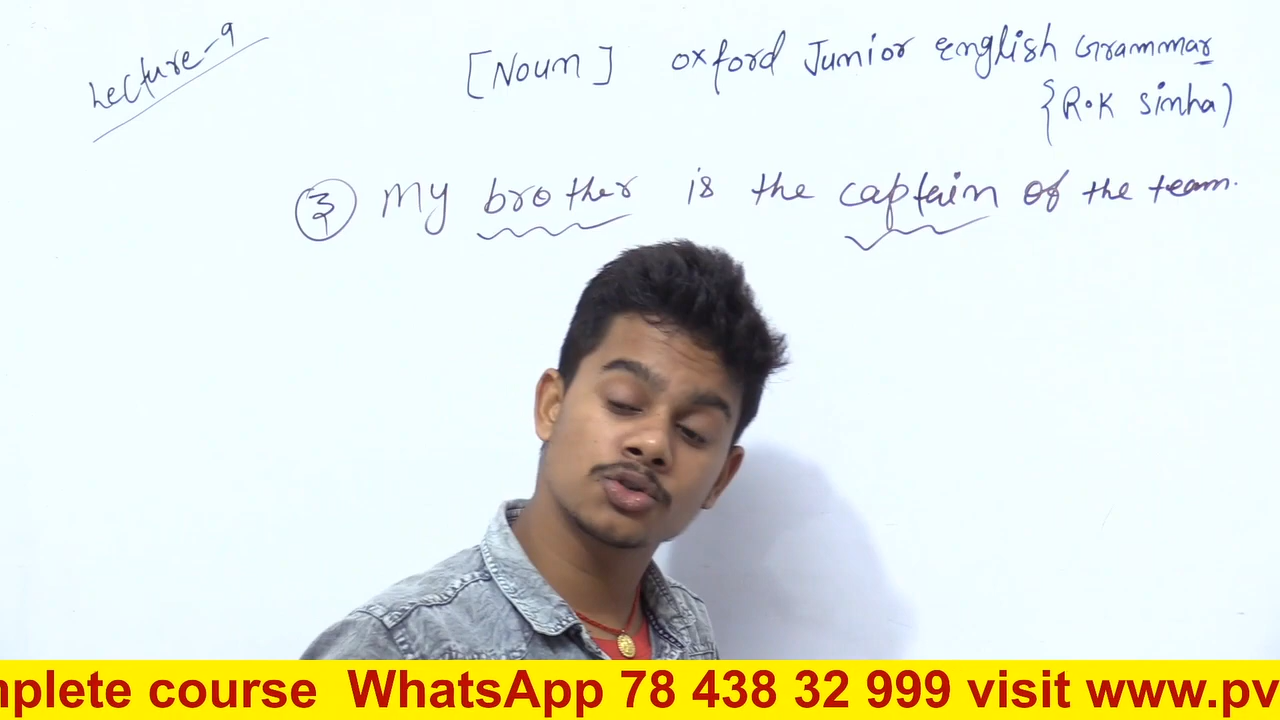 Lecture-9
[Noun] oxford Junior English Grammar
{R.K Sinha)
3 My brother is the captain of the team.
mplete course WhatsApp 78 438 32 999 visit www.pv